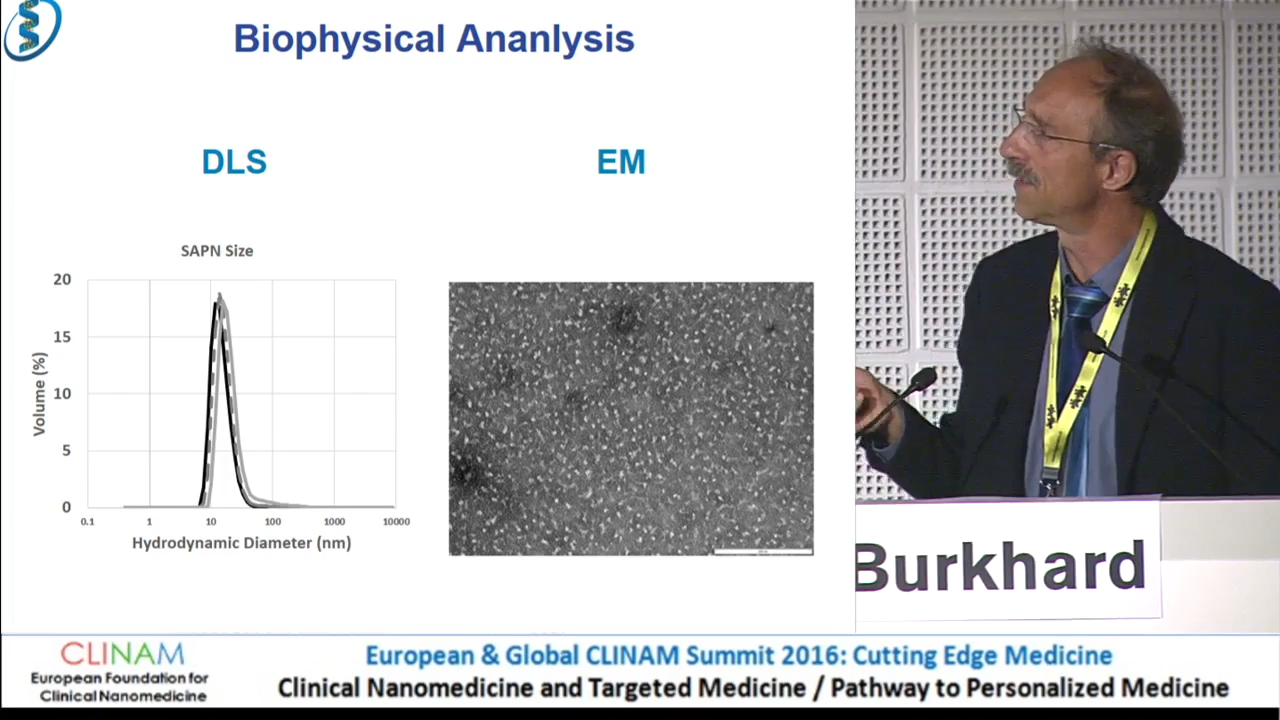 Biophysical Ananlysis
DLS
EM
SAPN Size
20
15
10
5
0
Volume (%)
0.1
1
10
100
1000
10000
Hydrodynamic Diameter (nm)
Burkhard
CLINAM
European Foundation for
Clinical Nanomedicine
European & Global CLINAM Summit 2016: Cutting Edge Medicine
Clinical Nanomedicine and Targeted Medicine / Pathway to Personalized Medicine